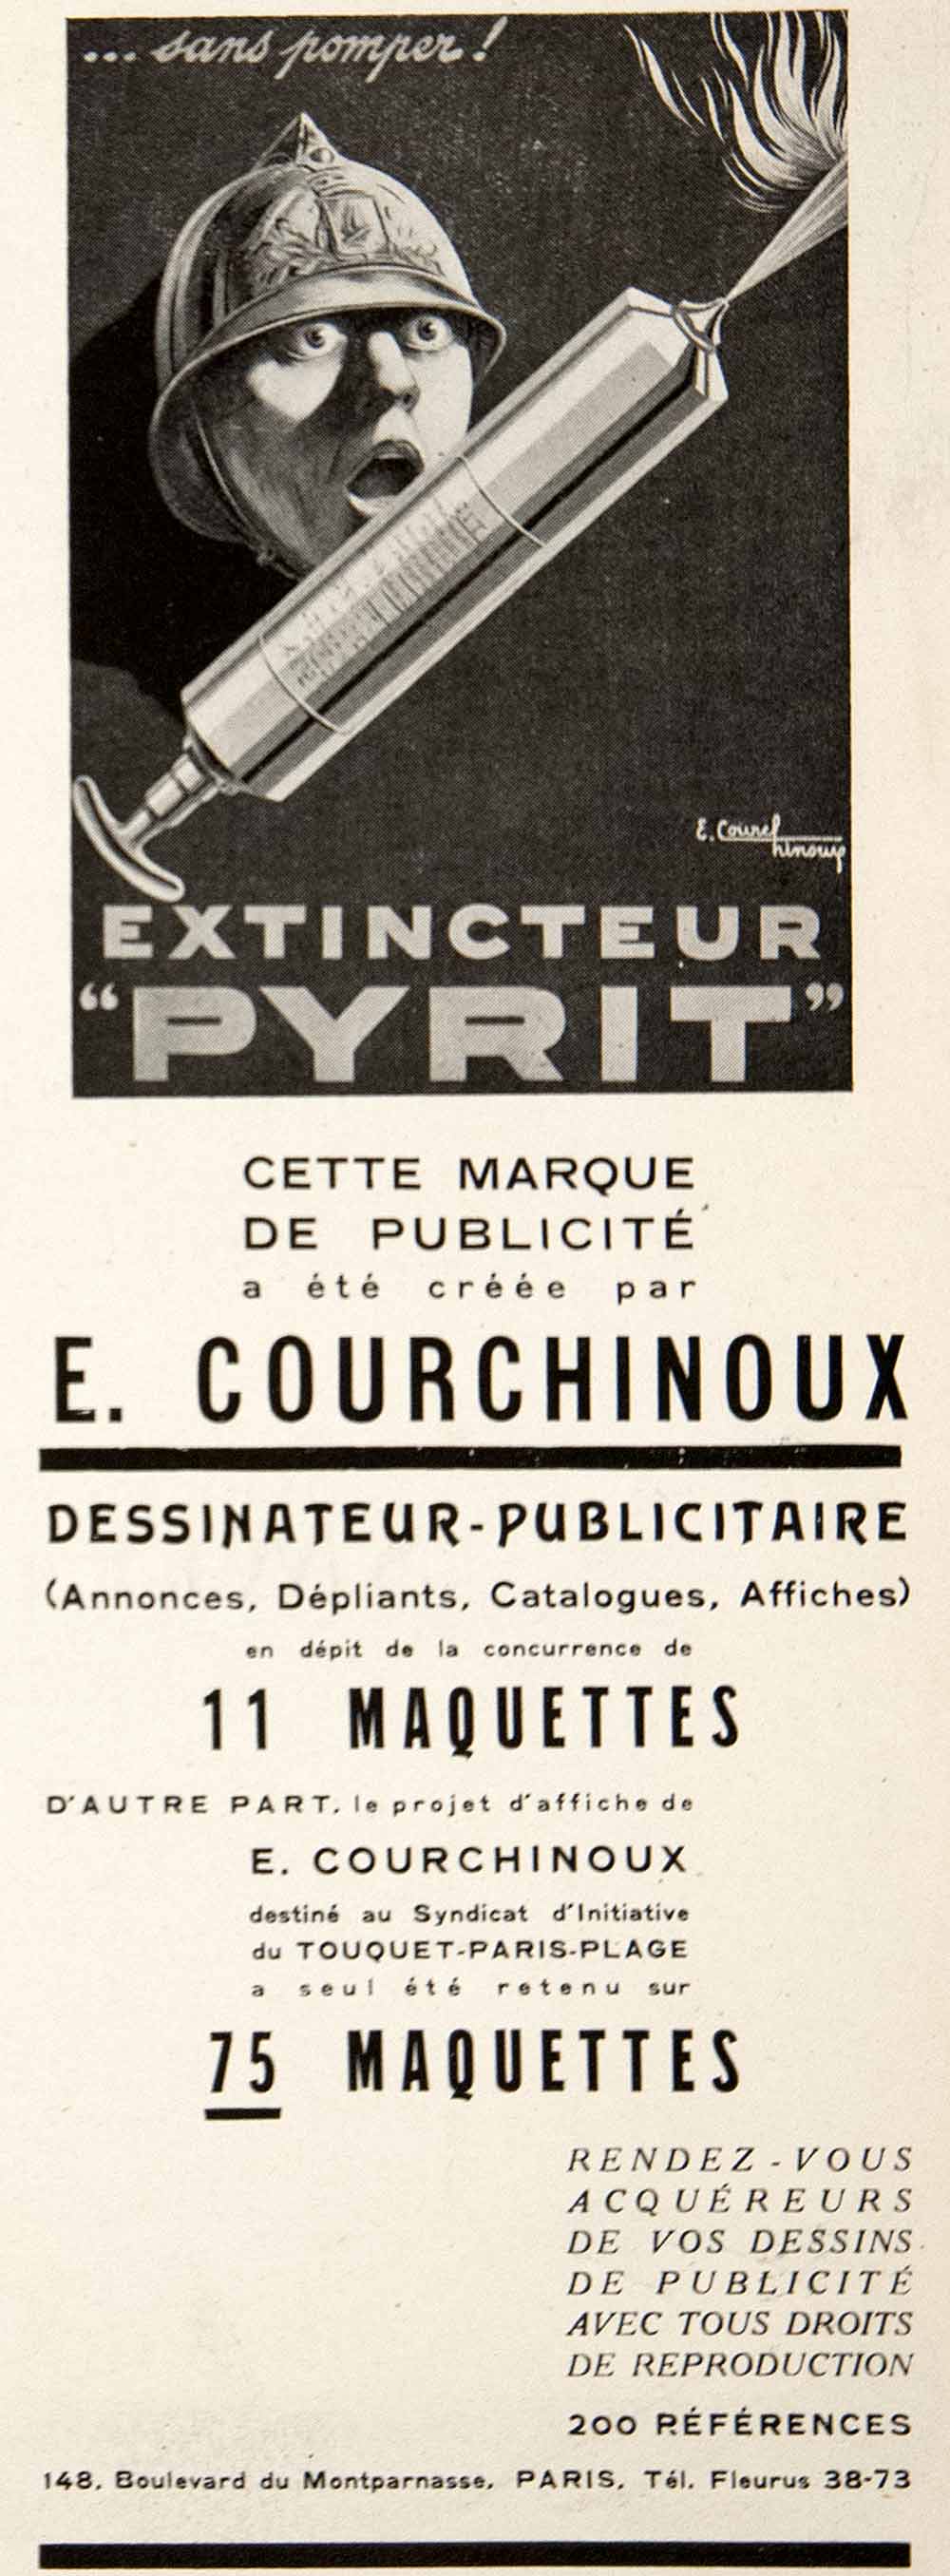 ... sans pomper !
E. Courchinoux
EXTINCTEUR
“PYRIT”
CETTE MARQUE
DE PUBLICITÉ
a été créée par
E. COURCHINOUX
DESSINATEUR-PUBLICITAIRE
(Annonces, Dépliants, Catalogues, Affiches)
en dépit de la concurrence de
11 MAQUETTES
D'AUTRE PART, le projet d'affiche de
E. COURCHINOUX
destiné au Syndicat d'Initiative
du TOUQUET-PARIS-PLAGE
a seul été retenu sur
75 MAQUETTES
RENDEZ-VOUS
ACQUÉREURS
DE VOS DESSINS
DE PUBLICITÉ
AVEC TOUS DROITS
DE REPRODUCTION
200 RÉFÉRENCES
148, Boulevard du Montparnasse, PARIS, Tél. Fleurus 38-73